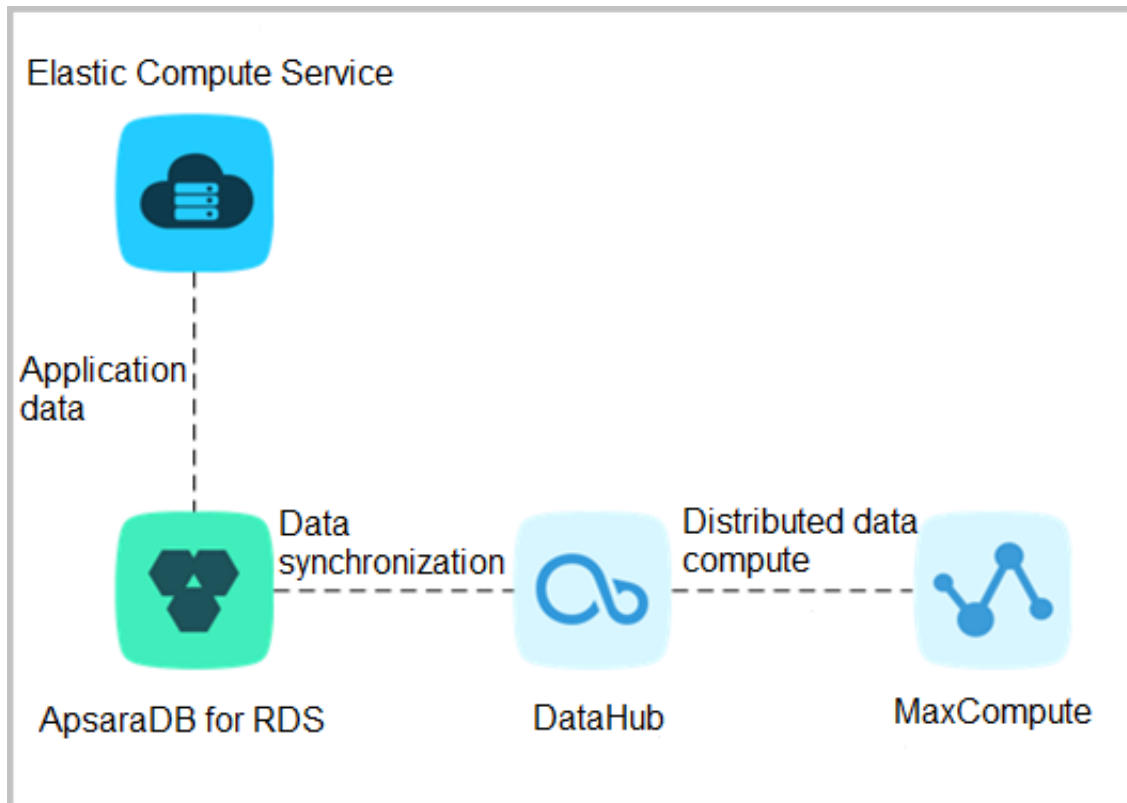 Elastic Compute Service
Application
data
Data
synchronization
Distributed data
compute
ApsaraDB for RDS
DataHub
MaxCompute